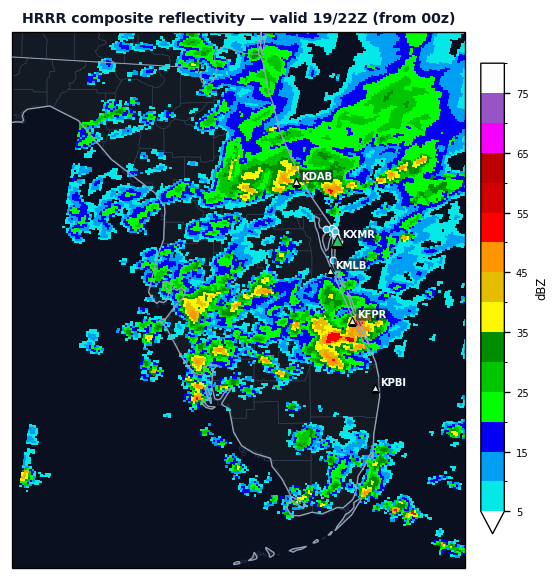 HRRR composite reflectivity — valid 19/22Z (from 00z)
KDAB
KXMR
KMLB
KFPR
KPBI
75
65
55
45
35
25
15
5
dBZ